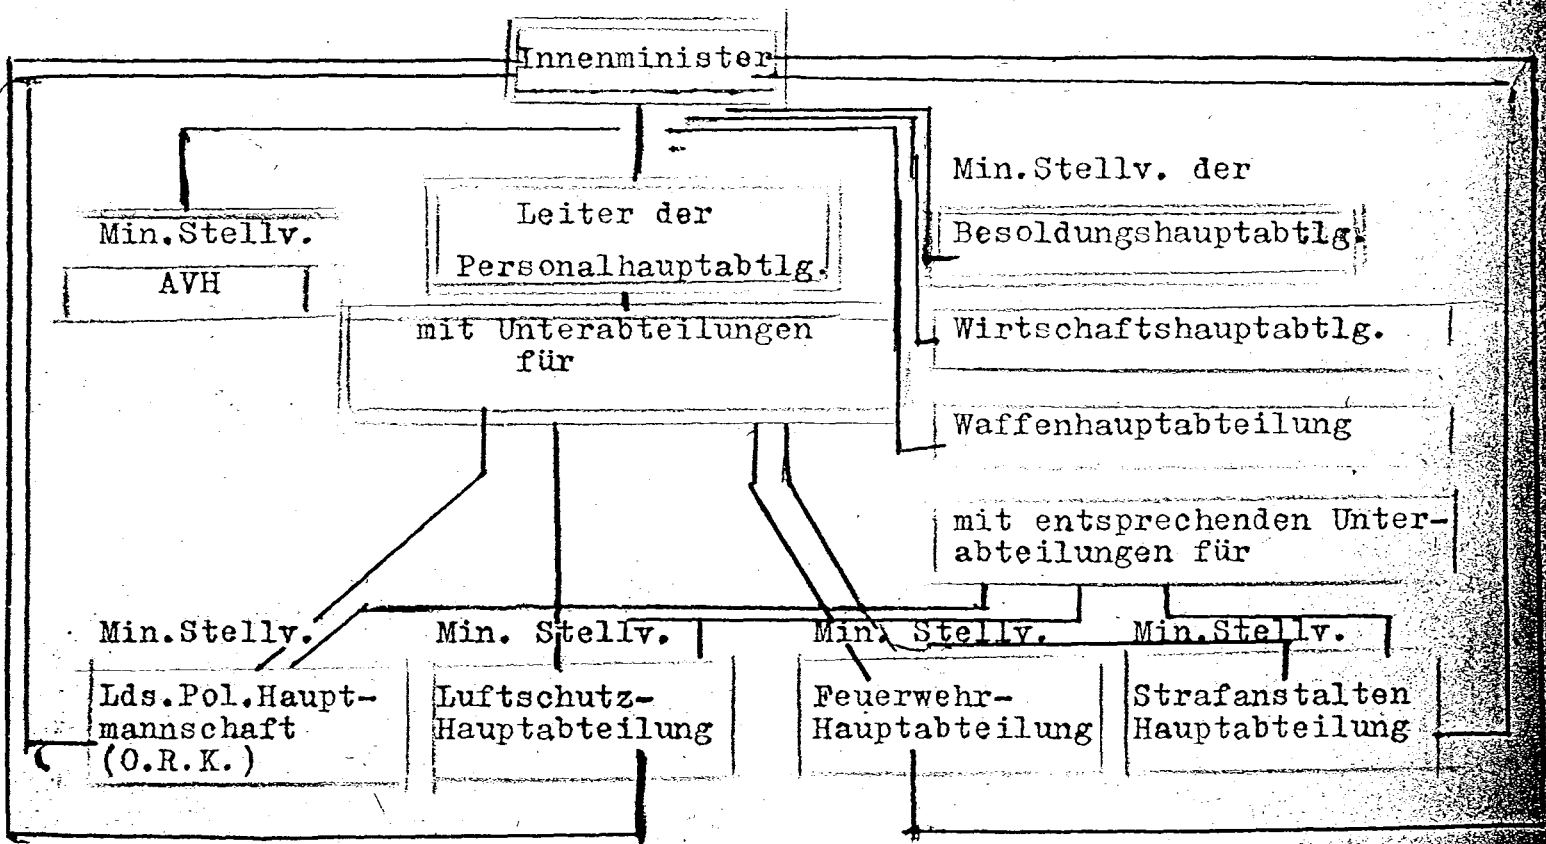 Innenminister
Min.Stellv.
AVH
Leiter der
Personalhauptabtlg.
mit Unterabteilungen
für
Min.Stellv. der
Besoldungshauptabtlg.
Wirtschaftshauptabtlg.
Waffenhauptabteilung
mit entsprechenden Unter-
abteilungen für
Min.Stellv.
Lds.Pol.Haupt-
mannschaft
(O.R.K.)
Min. Stellv.
Luftschutz-
Hauptabteilung
Min. Stellv.
Feuerwehr-
Hauptabteilung
Min.Stellv.
Strafanstalten
Hauptabteilung